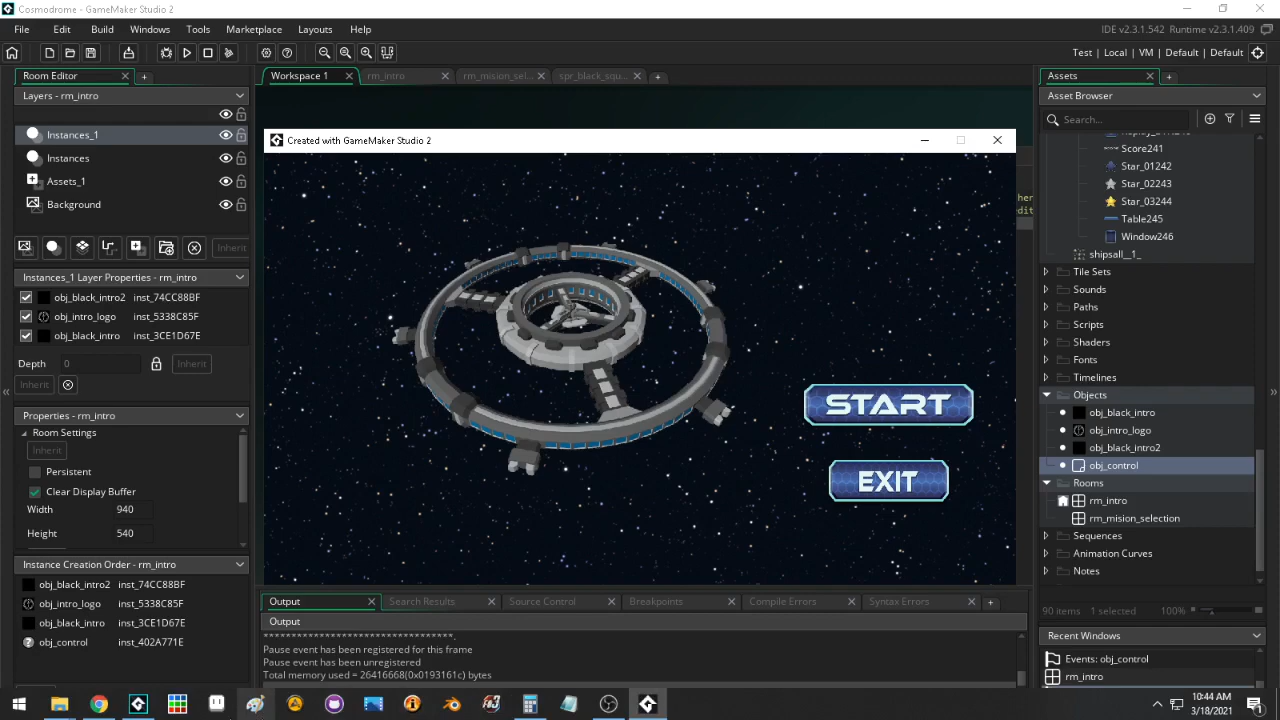 Cosmodrome - GameMaker Studio 2
File Edit Build Windows Tools Marketplace Layouts Help
IDE v2.3.1.542 Runtime v2.3.1.409
Test | Local | VM | Default | Default
Room Editor
Layers - rm_intro
Instances_1
Instances
Assets_1
Background
Inherit
Instances_1 Layer Properties - rm_intro
obj_black_intro2 inst_74CC88BF
obj_intro_logo inst_5338C85F
obj_black_intro inst_3CE1D67E
Depth 0 Inherit
Inherit
Properties - rm_intro
Room Settings
Inherit
Persistent
Clear Display Buffer
Width 940
Height 540
Instance Creation Order - rm_intro
obj_black_intro2 inst_74CC88BF
obj_intro_logo inst_5338C85F
obj_black_intro inst_3CE1D67E
obj_control inst_402A771E
Workspace 1 rm_intro rm_mision_sel... spr_black_squ...
Created with GameMaker Studio 2
START
EXIT
Output Search Results Source Control Breakpoints Compile Errors Syntax Errors
Output
***********************************.
Pause event has been registered for this frame
Pause event has been unregistered
Total memory used = 26416668(0x0193161c) bytes
Assets
Asset Browser
Search...
Score241
Star_01242
Star_02243
Star_03244
Table245
Window246
shipsall__1_
Tile Sets
Sounds
Paths
Scripts
Shaders
Fonts
Timelines
Objects
obj_black_intro
obj_intro_logo
obj_black_intro2
obj_control
Rooms
rm_intro
rm_mision_selection
Sequences
Animation Curves
Notes
90 items 1 selected 100%
Recent Windows
Events: obj_control
rm_intro
10:44 AM
3/18/2021